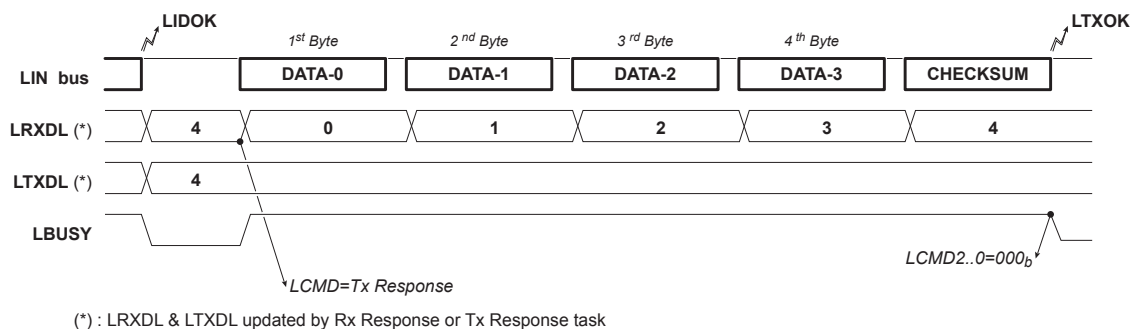 LIDOK
LTXOK
1st Byte
2nd Byte
3rd Byte
4th Byte
LIN bus
DATA-0
DATA-1
DATA-2
DATA-3
CHECKSUM
LRXDL (*)
4
0
1
2
3
4
LTXDL (*)
4
LBUSY
LCMD2..0=000b
LCMD=Tx Response
(*) : LRXDL & LTXDL updated by Rx Response or Tx Response task